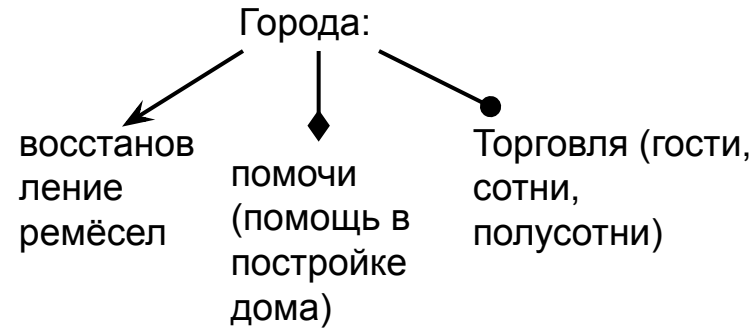 Города:
восстанов
ление
ремёсел
помочи
(помощь в
постройке
дома)
Торговля (гости,
сотни,
полусотни)